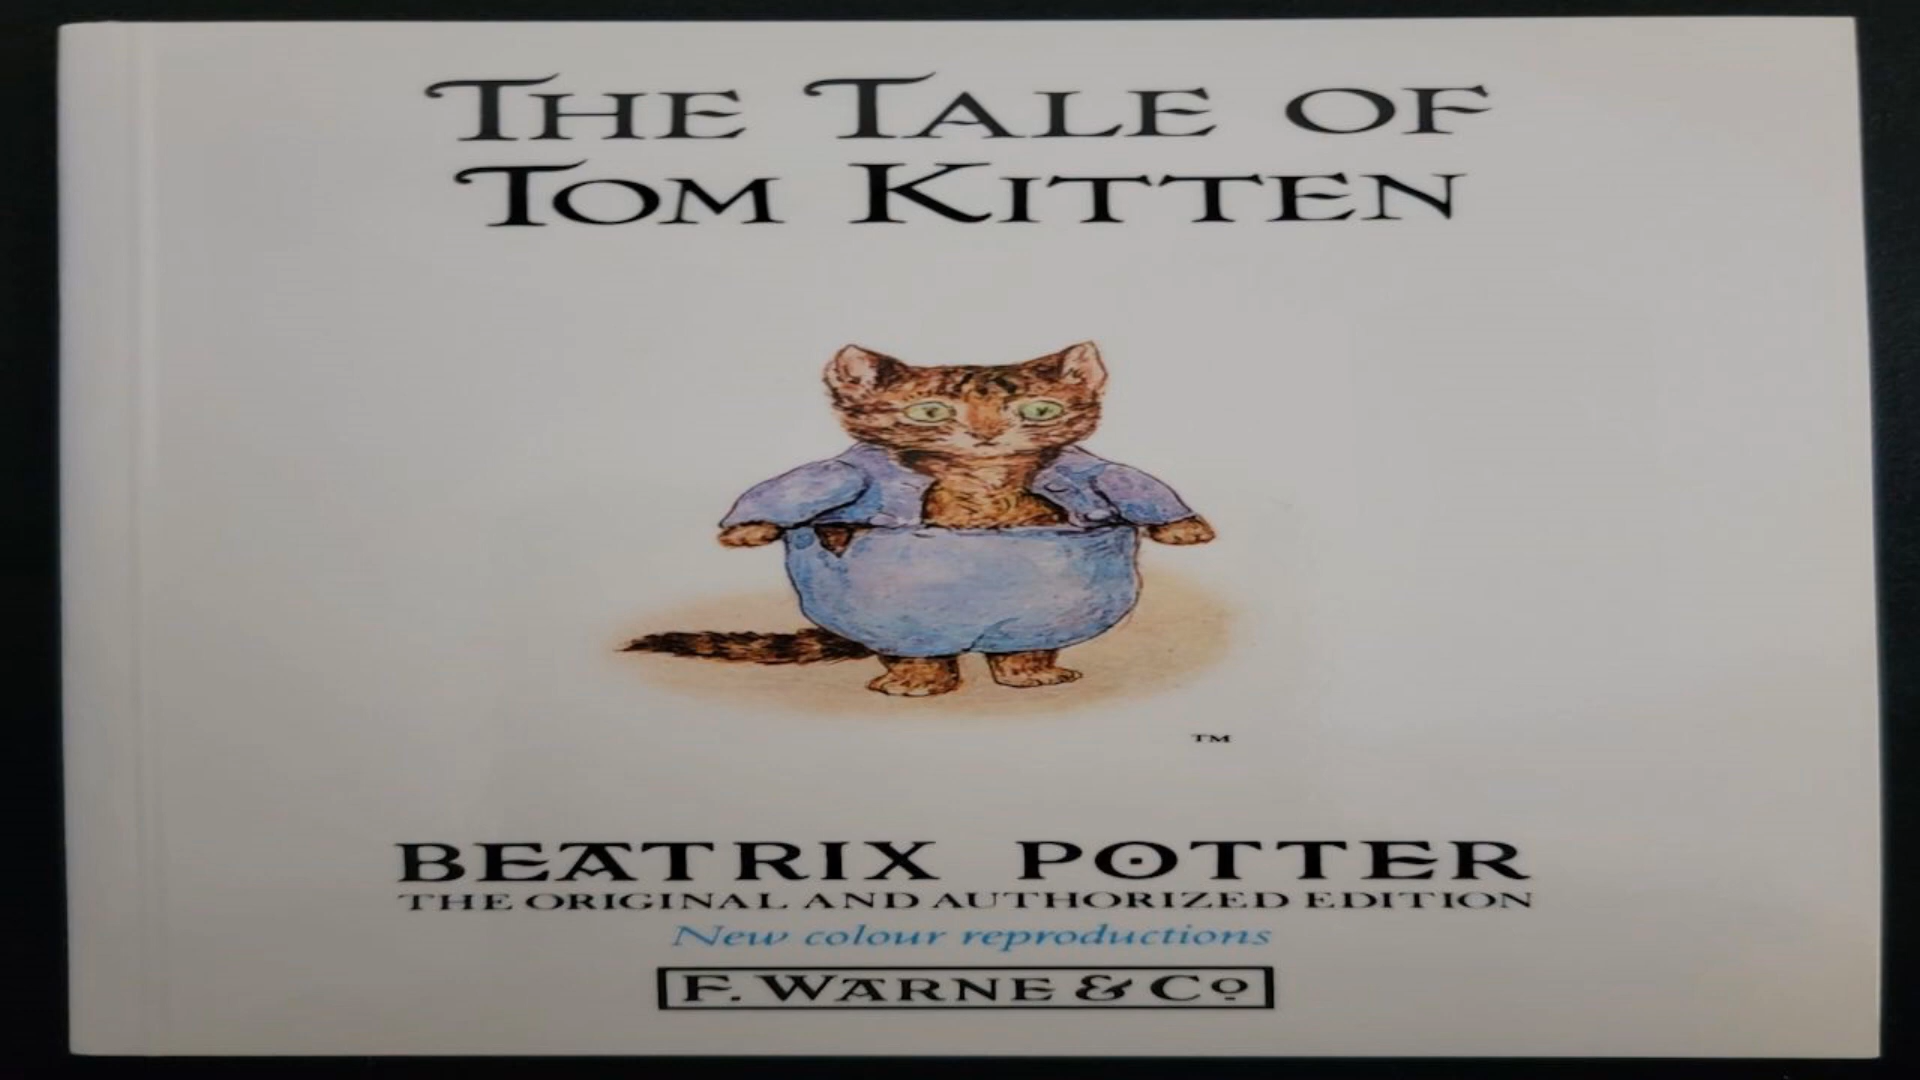 THE TALE OF
TOM KITTEN
TM
BEATRIX POTTER
THE ORIGINAL AND AUTHORIZED EDITION
New colour reproductions
F. WARNE & Co